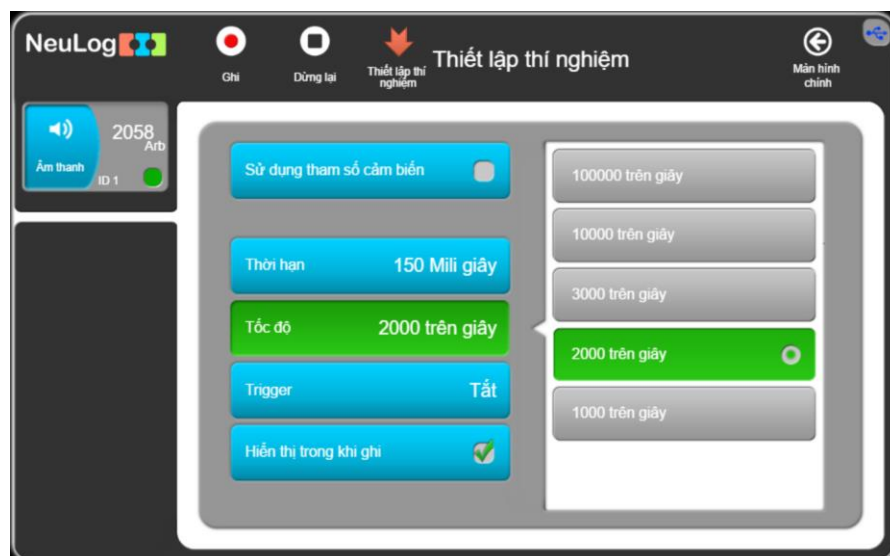 NeuLog
Ghi
Dừng lại
Thiết lập thí
nghiệm
Thiết lập thí nghiệm
Màn hình
chính
2058
Arb
Âm thanh
ID 1
Sử dụng tham số cảm biến
Thời hạn 150 Mili giây
Tốc độ 2000 trên giây
Trigger Tắt
Hiển thị trong khi ghi
100000 trên giây
10000 trên giây
3000 trên giây
2000 trên giây
1000 trên giây